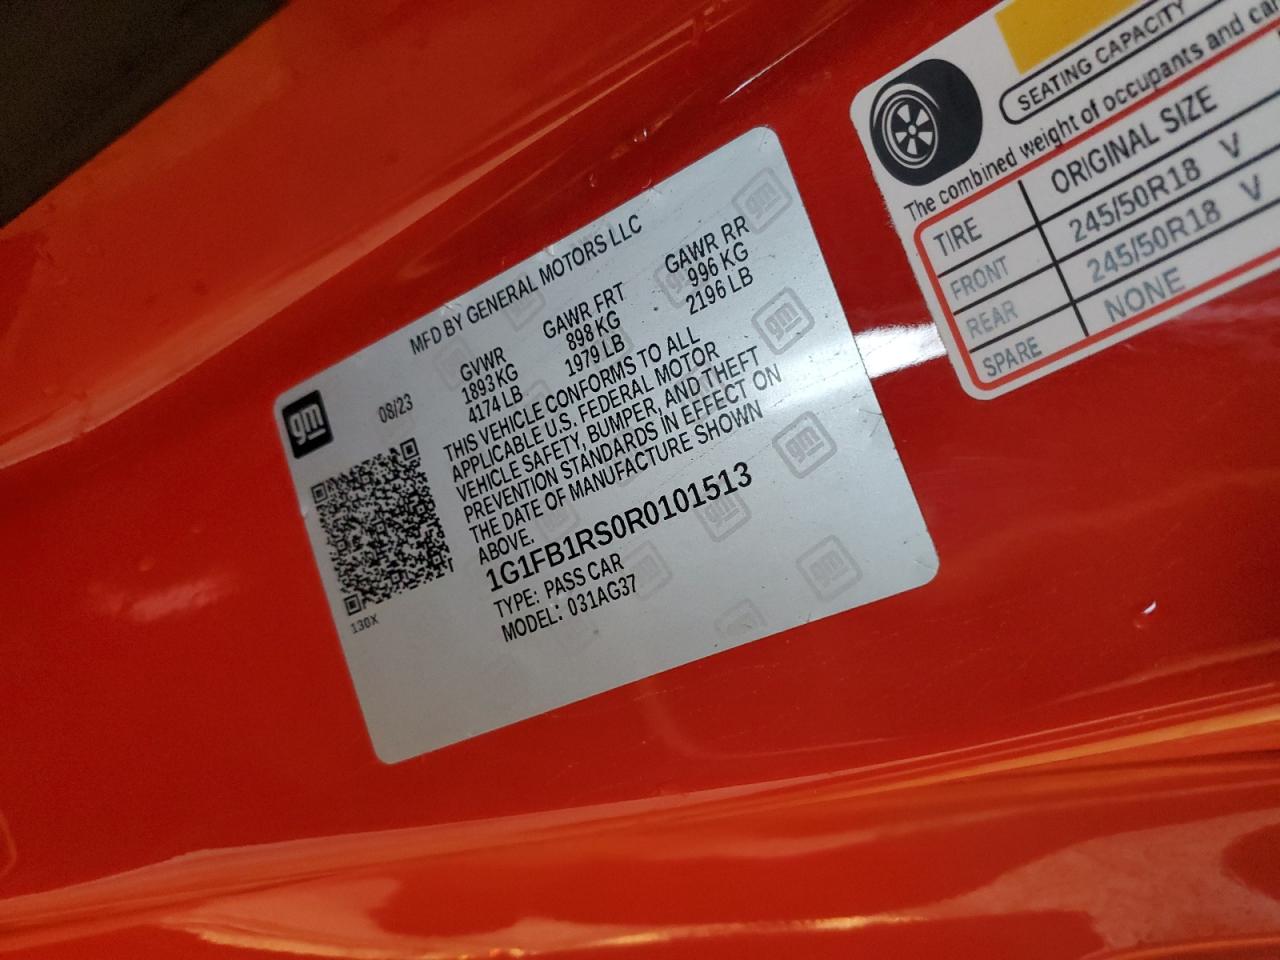 gm
MFD BY GENERAL MOTORS LLC
08/23
GVWR GAWR FRT GAWR RR
1893 KG 898 KG 996 KG
4174 LB 1979 LB 2196 LB
THIS VEHICLE CONFORMS TO ALL
APPLICABLE U.S. FEDERAL MOTOR
VEHICLE SAFETY, BUMPER, AND THEFT
PREVENTION STANDARDS IN EFFECT ON
THE DATE OF MANUFACTURE SHOWN
ABOVE.
1G1FB1RS0R0101513
TYPE: PASS CAR
MODEL: 031AG37
130X
SEATING CAPACITY
The combined weight of occupants and
TIRE ORIGINAL SIZE
FRONT 245/50R18 V
REAR 245/50R18 V
SPARE NONE